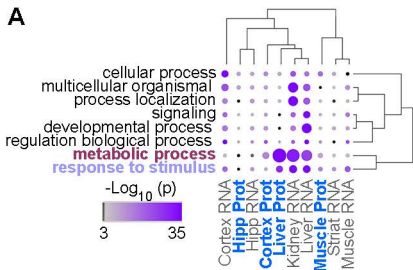 A
cellular process
multicellular organismal
process localization
signaling
developmental process
regulation biological process
metabolic process
response to stimulus
-Log10 (p)
3 35
Cortex RNA
Hipp Prot
Hipp RNA
Cortex Prot
Liver Prot
Kidney RNA
Liver RNA
Muscle Prot
Striat RNA
Muscle RNA